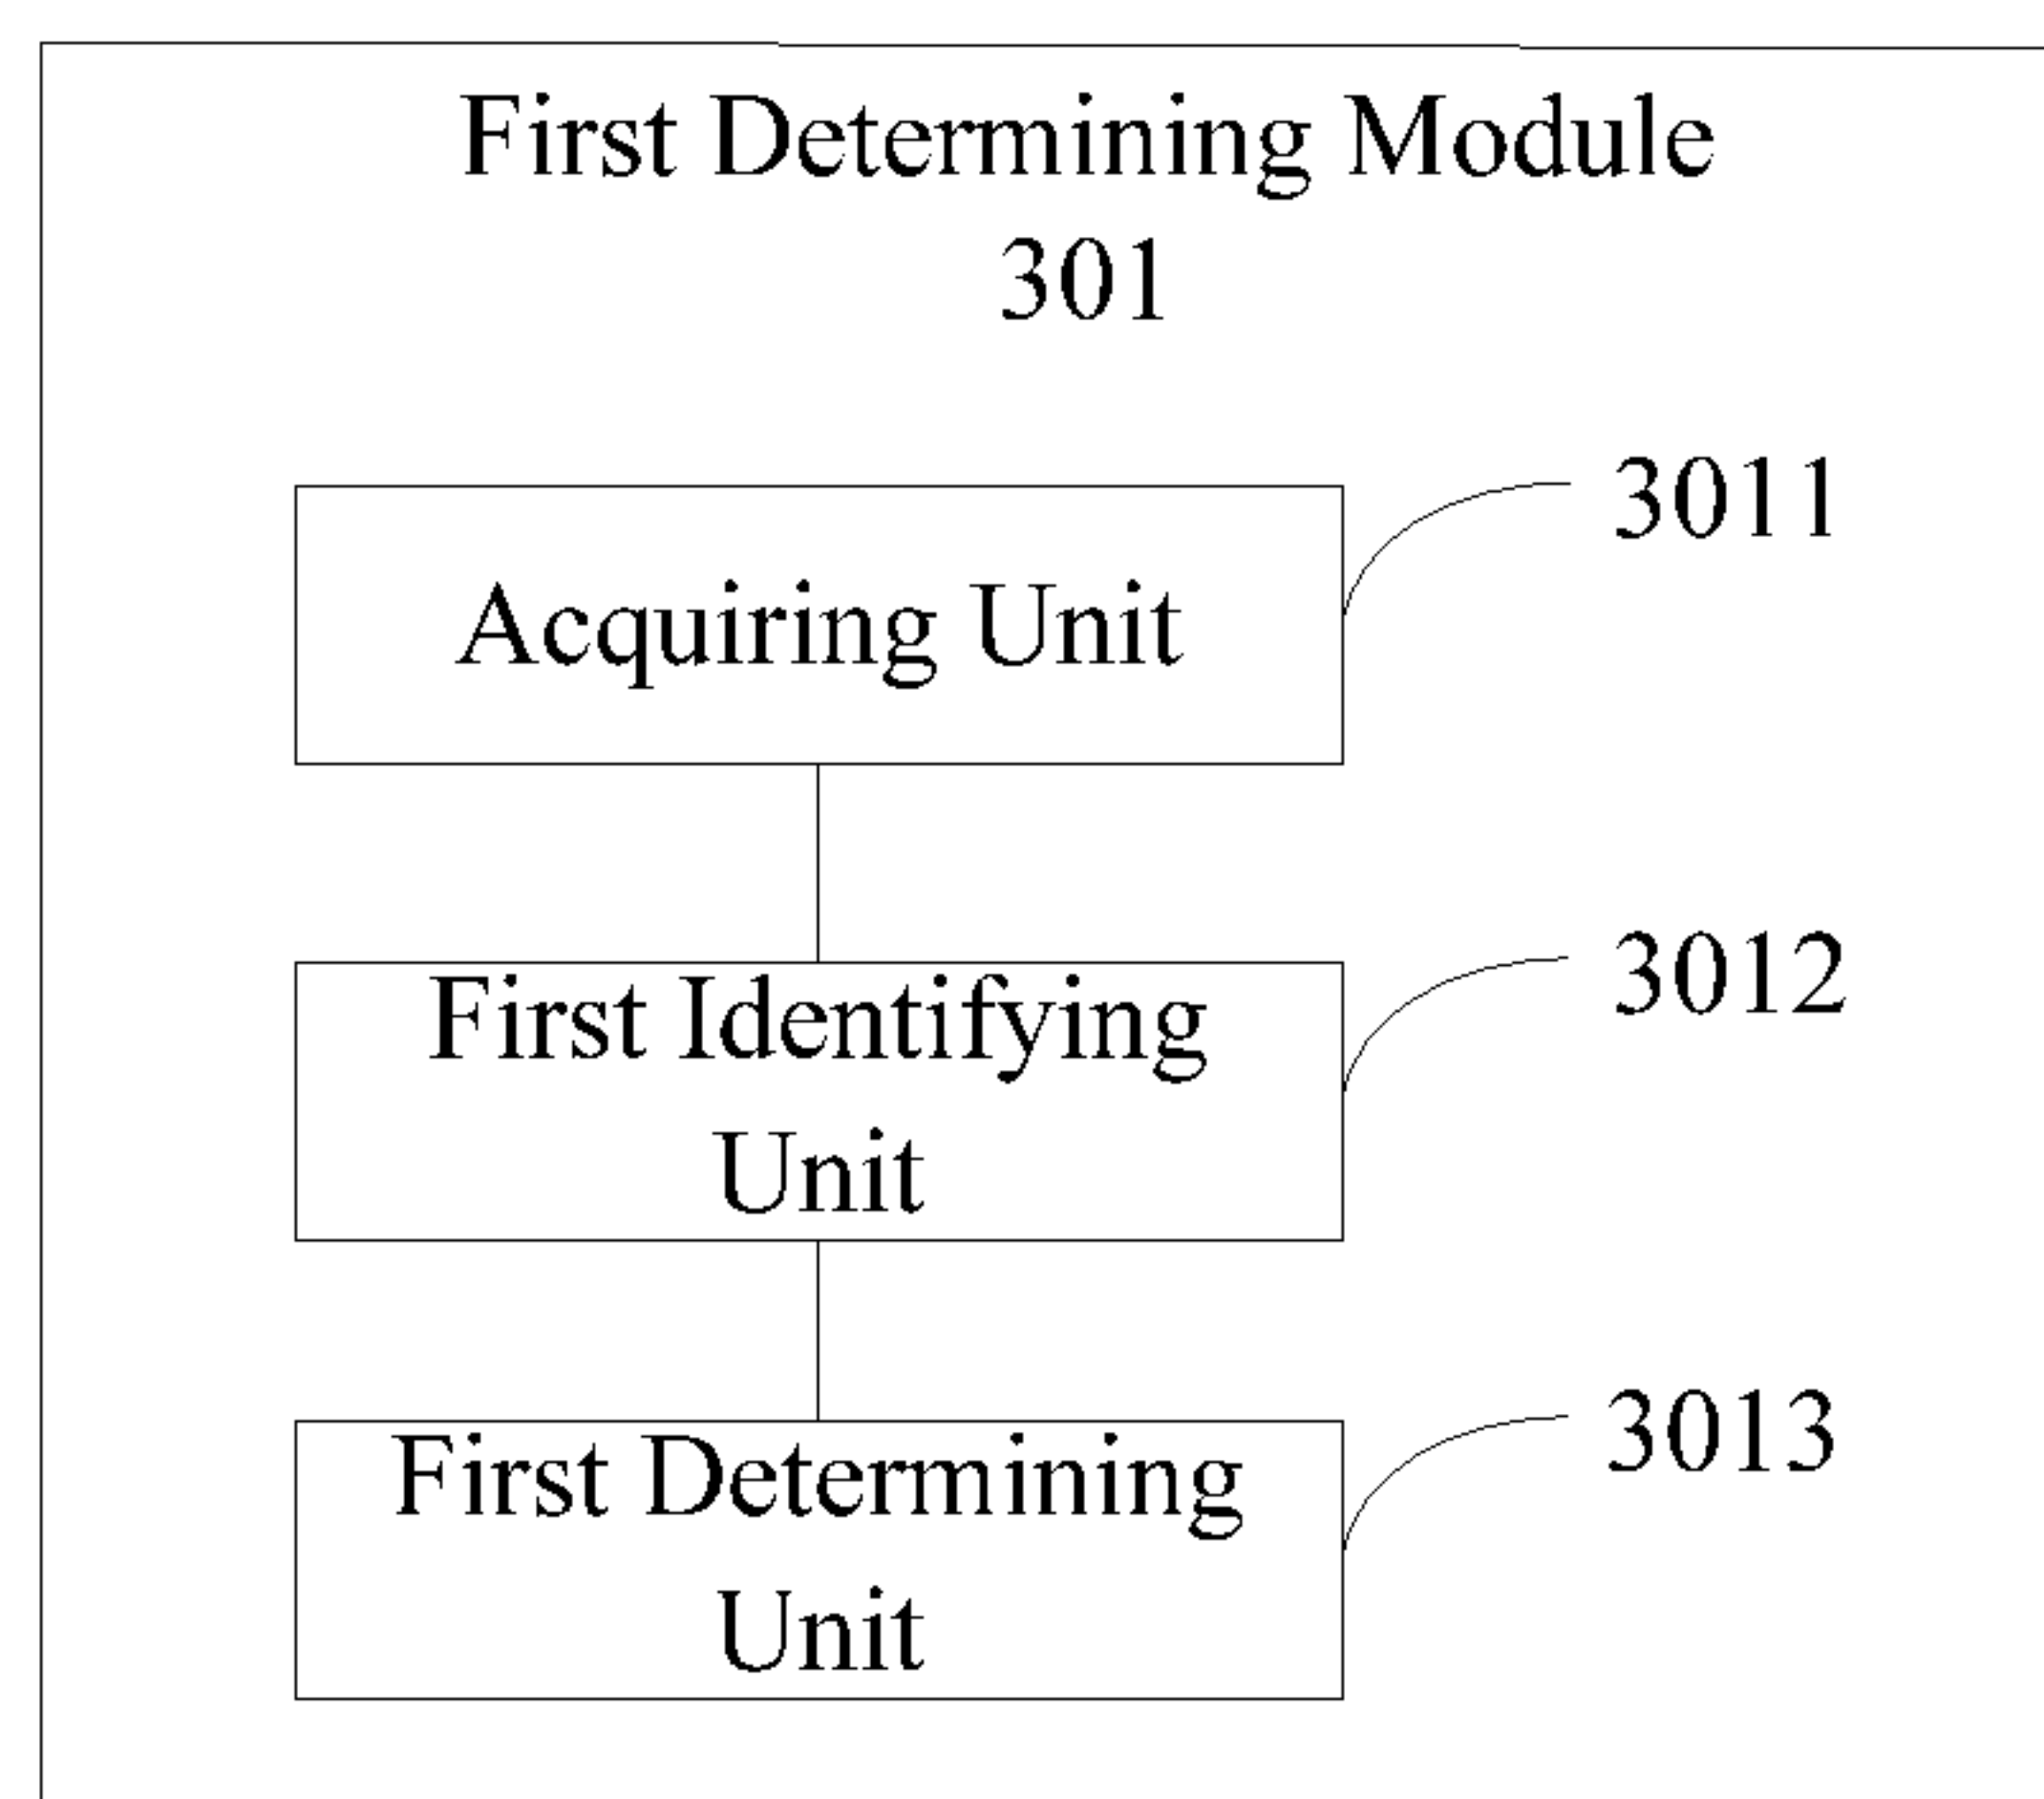 First Determining Module
301
3011
Acquiring Unit
3012
First Identifying
Unit
3013
First Determining
Unit